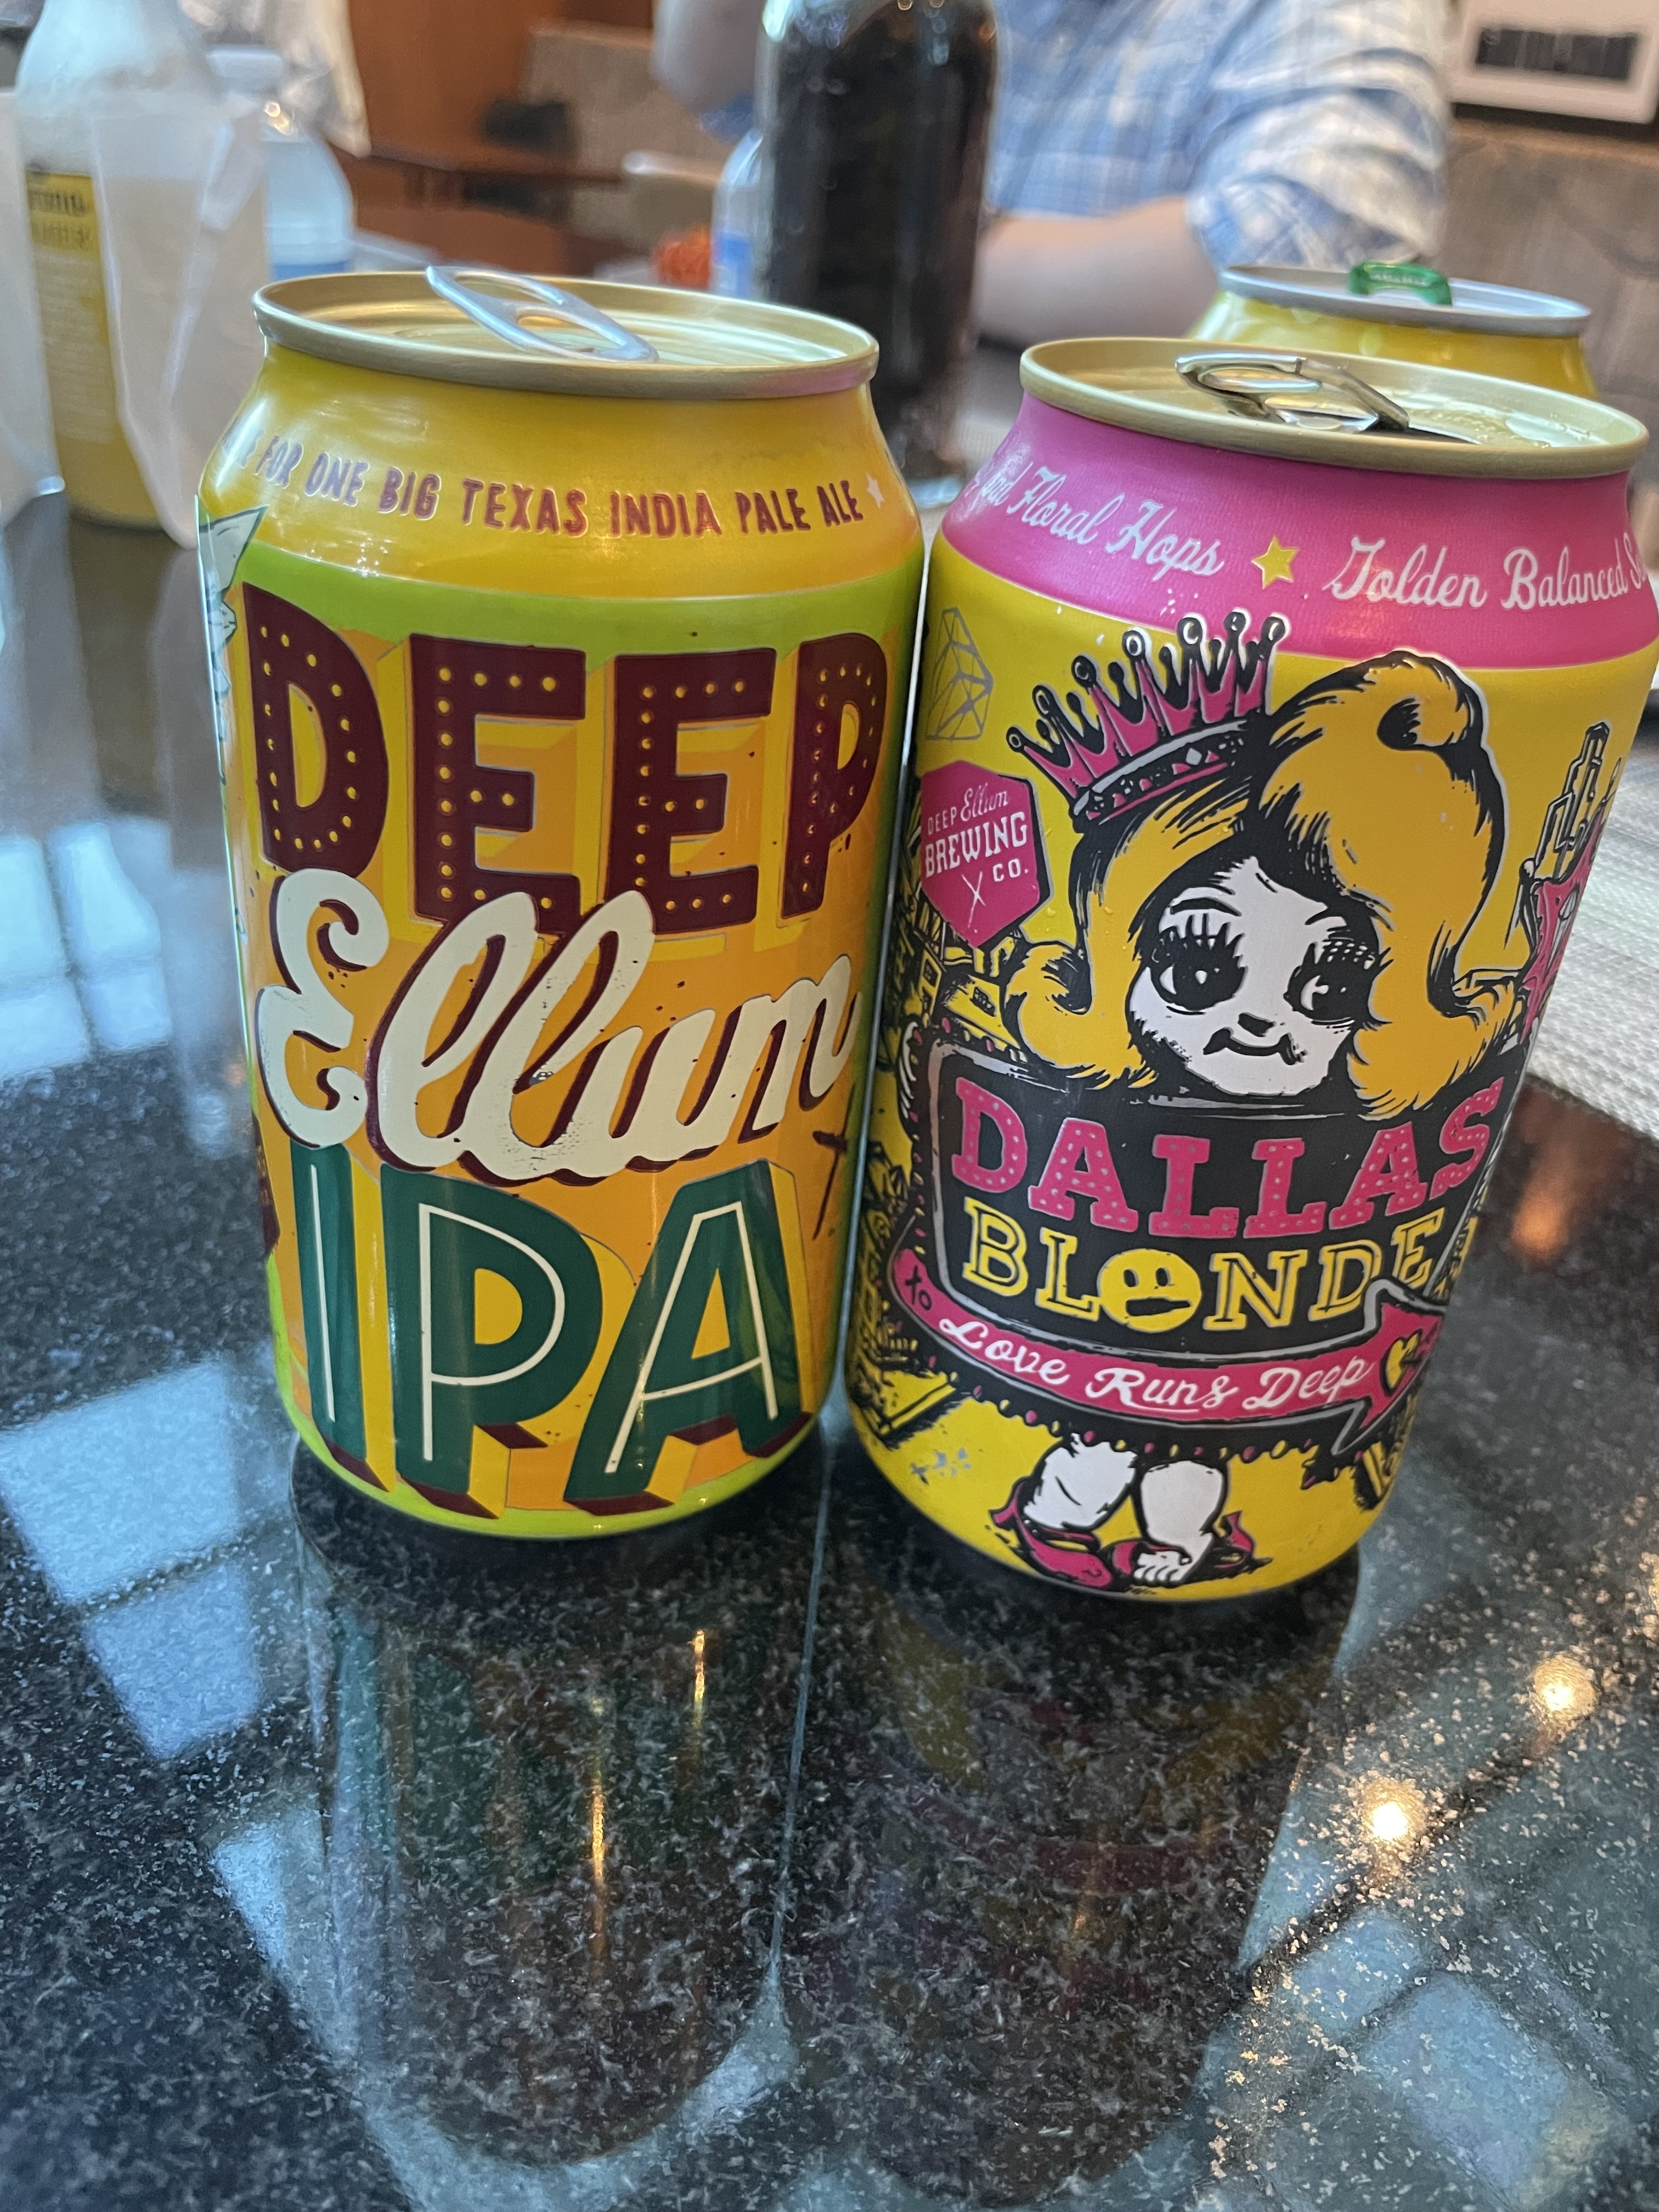 FOR ONE BIG TEXAS INDIA PALE ALE
DEEP
Ellum
IPA
Floral Hops ★ Golden Balanced
DEEP Ellum
BREWING
CO.
DALLAS
BLONDE
to Love Runs Deep